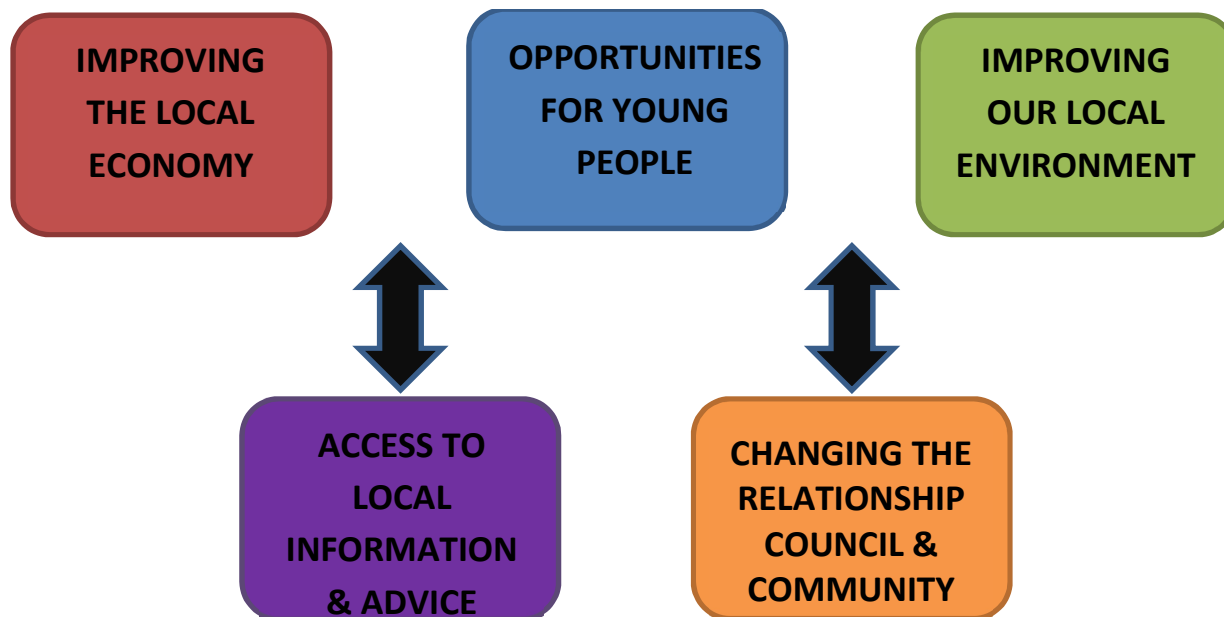 IMPROVING
THE LOCAL
ECONOMY
OPPORTUNITIES
FOR YOUNG
PEOPLE
IMPROVING
OUR LOCAL
ENVIRONMENT
ACCESS TO
LOCAL
INFORMATION
& ADVICE
CHANGING THE
RELATIONSHIP
COUNCIL &
COMMUNITY